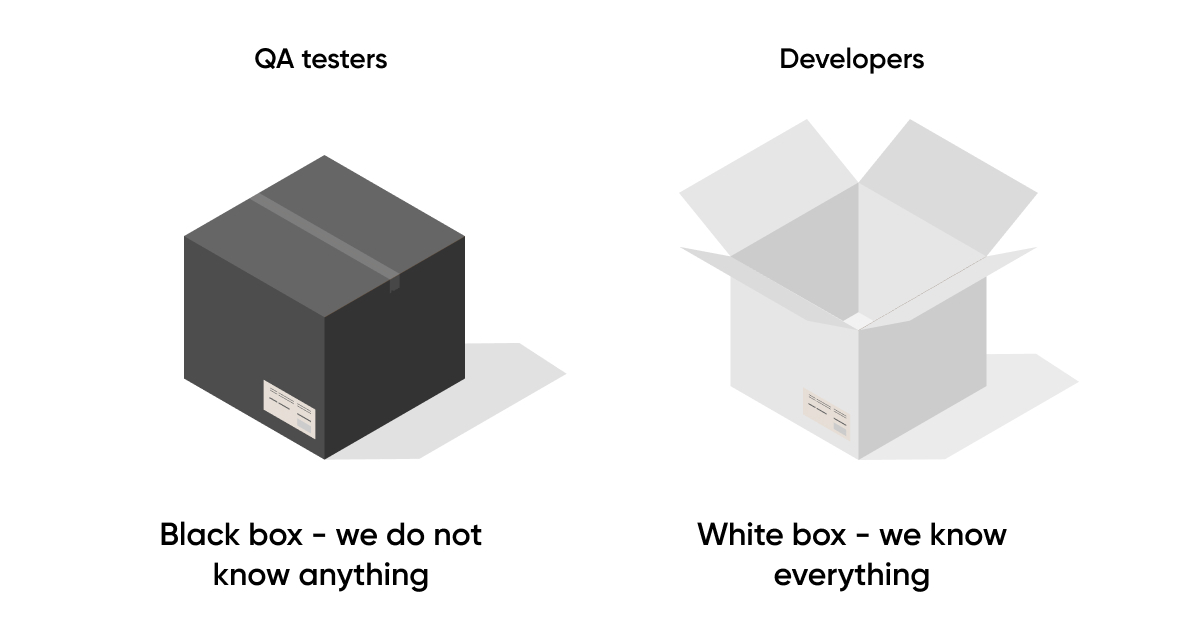 QA testers
Developers
Black box - we do not
know anything
White box - we know
everything